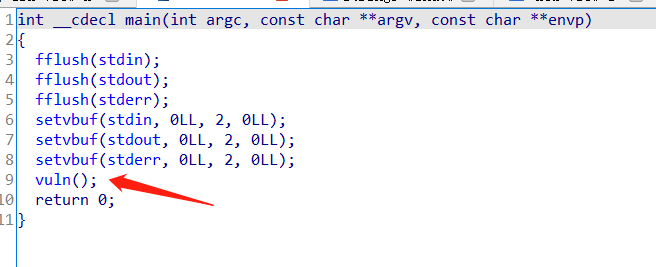 1 int __cdecl main(int argc, const char **argv, const char **envp)
2 {
3 fflush(stdin);
4 fflush(stdout);
5 fflush(stderr);
6 setvbuf(stdin, 0LL, 2, 0LL);
7 setvbuf(stdout, 0LL, 2, 0LL);
8 setvbuf(stderr, 0LL, 2, 0LL);
9 vuln();
10 return 0;
11 }